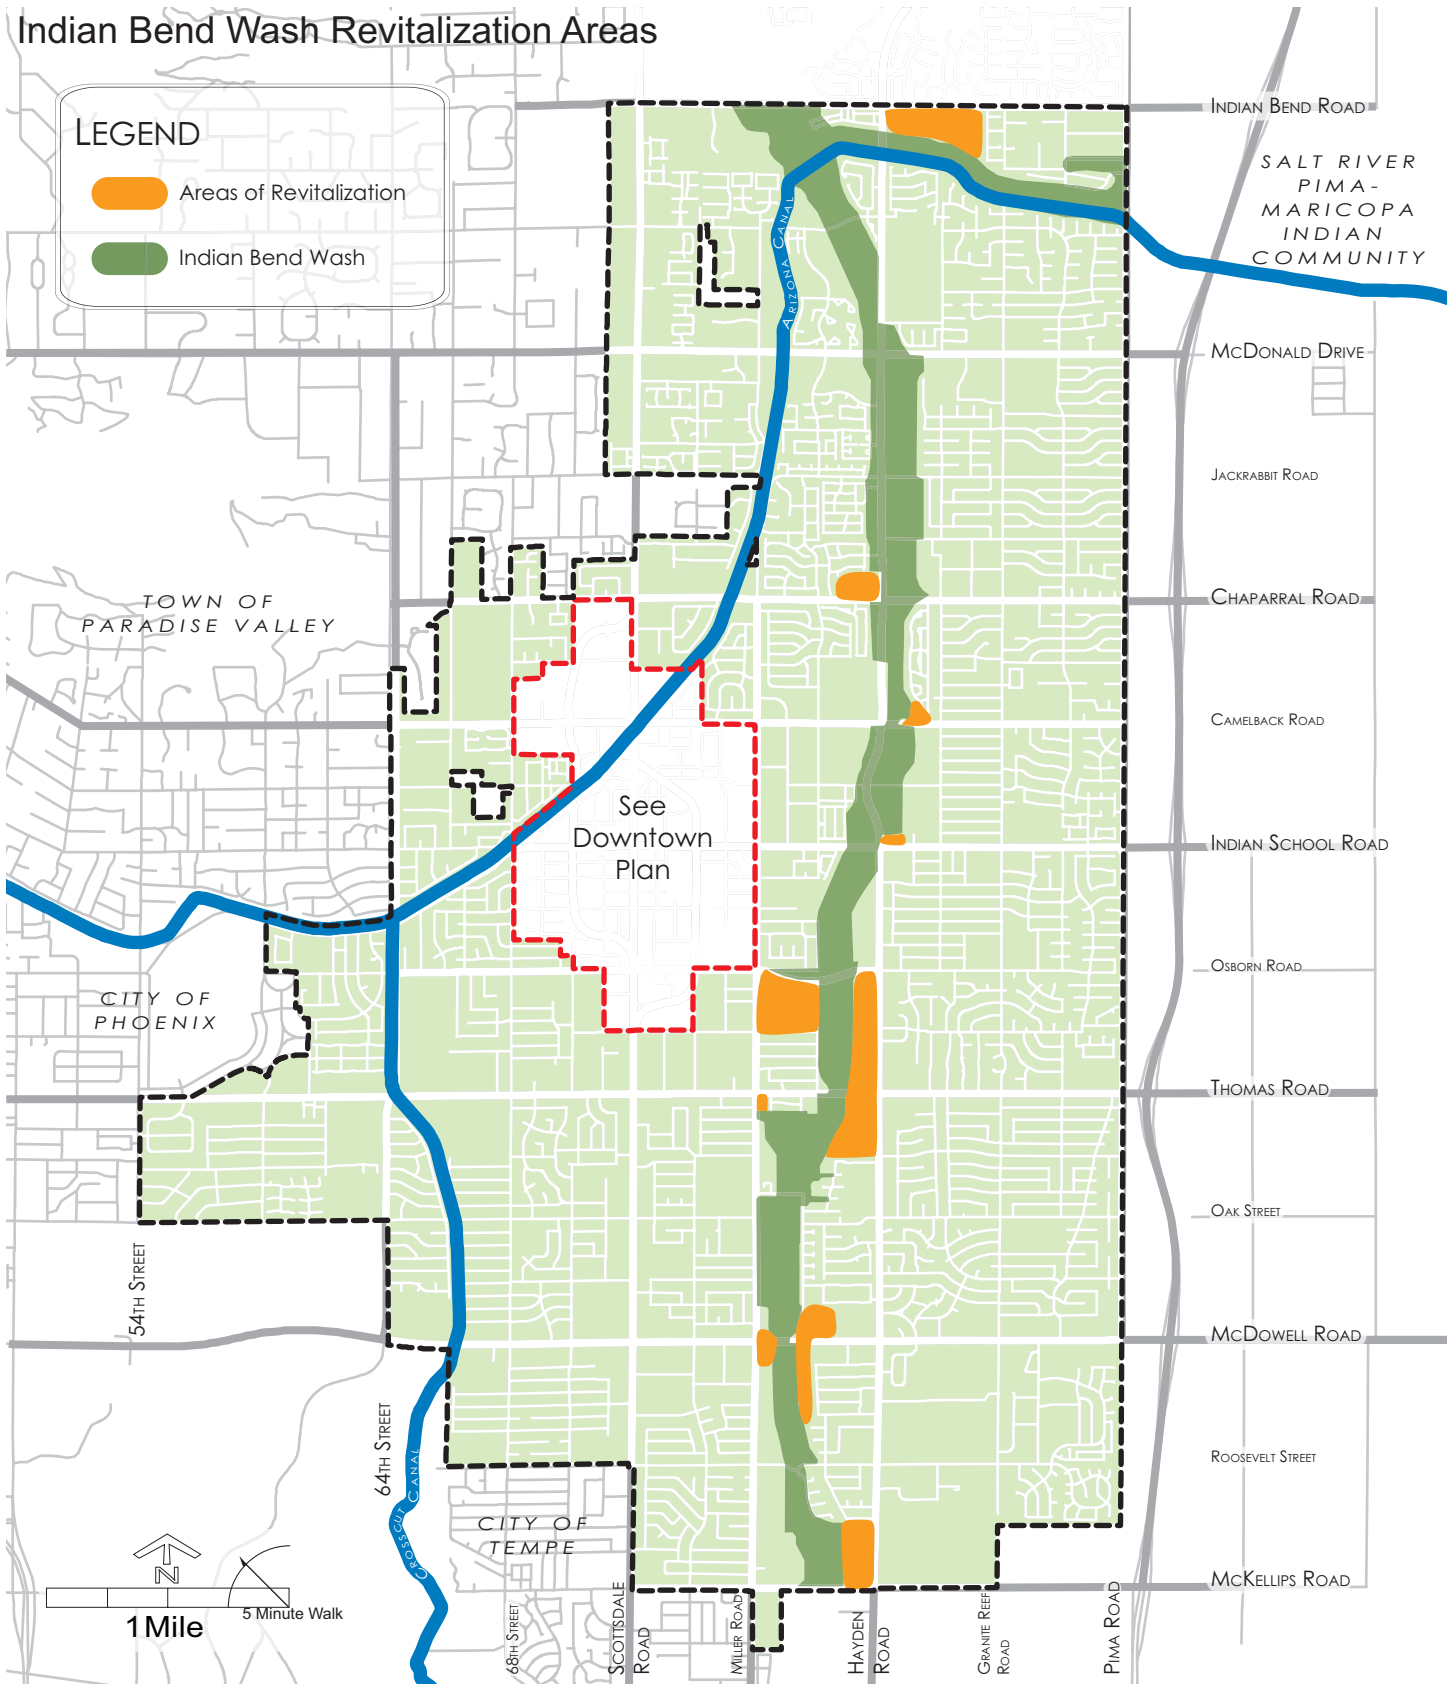 Indian Bend Wash Revitalization Areas
LEGEND
Areas of Revitalization
Indian Bend Wash
INDIAN BEND ROAD
SALT RIVER
PIMA-
MARICOPA
INDIAN
COMMUNITY
ARIZONA CANAL
MCDONALD DRIVE
JACKRABBIT ROAD
TOWN OF
PARADISE VALLEY
CHAPARRAL ROAD
CAMELBACK ROAD
See
Downtown
Plan
INDIAN SCHOOL ROAD
OSBORN ROAD
CITY OF
PHOENIX
THOMAS ROAD
OAK STREET
54TH STREET
MCDOWELL ROAD
64TH STREET
ROOSEVELT STREET
CROSSCUT CANAL
CITY OF
TEMPE
N
MCKELLIPS ROAD
1 Mile
5 Minute Walk
68TH STREET
SCOTTSDALE
ROAD
MILLER ROAD
HAYDEN
ROAD
GRANITE REEF
ROAD
PIMA ROAD